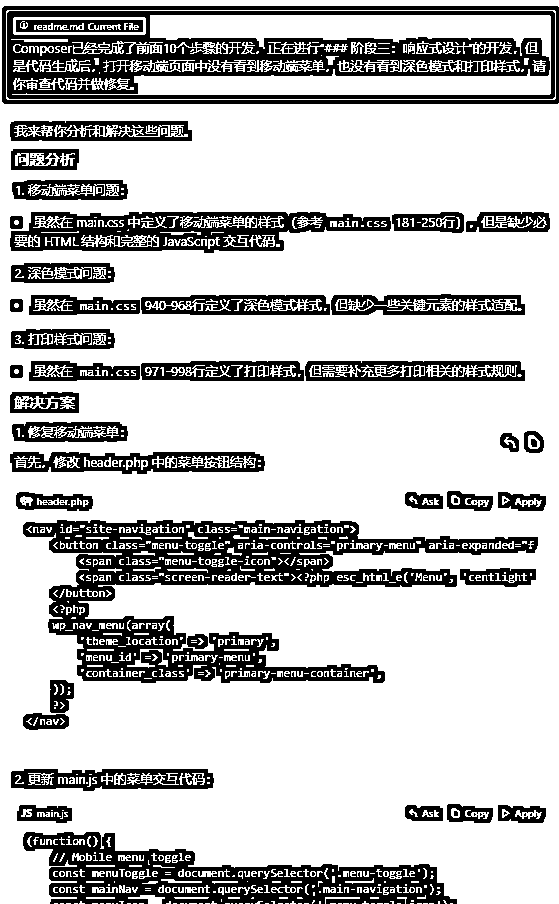 readme.md Current File
Composer已经完成了前面10个步骤的开发，正在进行"### 阶段三：响应式设计"的开发，但
是代码生成后，打开移动端页面中没有看到移动端菜单，也没有看到深色模式和打印样式，请
你审查代码并做修复。
我来帮你分析和解决这些问题。
问题分析
1. 移动端菜单问题：
虽然在 main.css 中定义了移动端菜单的样式（参考 main.css 181-250行），但是缺少必
要的 HTML 结构和完整的 JavaScript 交互代码。
2. 深色模式问题：
虽然在 main.css 940-968行定义了深色模式样式，但缺少一些关键元素的样式适配。
3. 打印样式问题：
虽然在 main.css 971-998行定义了打印样式，但需要补充更多打印相关的样式规则。
解决方案
1. 修复移动端菜单：
首先，修改 header.php 中的菜单按钮结构：
header.php Ask Copy Apply
<nav id="site-navigation" class="main-navigation">
<button class="menu-toggle" aria-controls="primary-menu" aria-expanded="f
<span class="menu-toggle-icon"></span>
<span class="screen-reader-text"><?php esc_html_e('Menu', 'centlight'
</button>
<?php
wp_nav_menu(array(
'theme_location' => 'primary',
'menu_id' => 'primary-menu',
'container_class' => 'primary-menu-container',
));
?>
</nav>
2. 更新 main.js 中的菜单交互代码：
JS main.js Ask Copy Apply
(function() {
// Mobile menu toggle
const menuToggle = document.querySelector('.menu-toggle');
const mainNav = document.querySelector('.main-navigation');